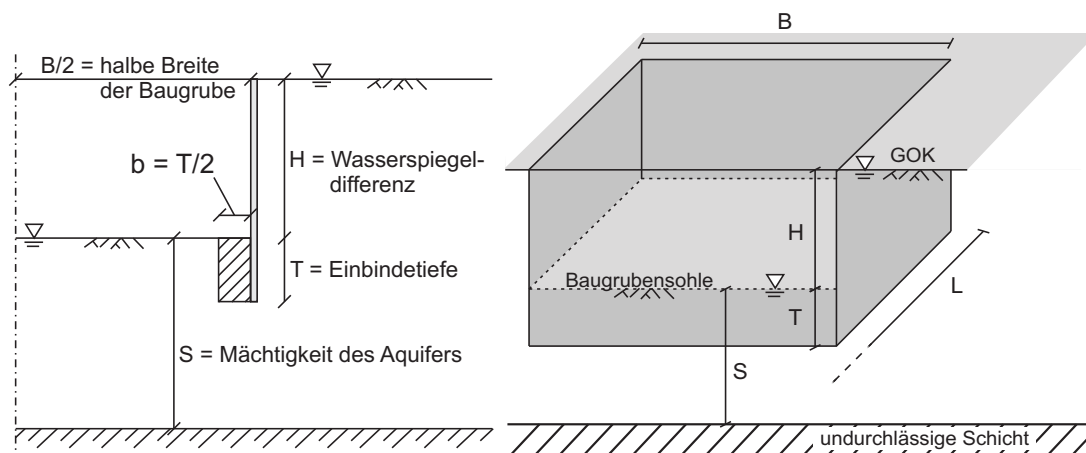 B/2 = halbe Breite
der Baugrube
b = T/2
H = Wasserspiegel-
differenz
T = Einbindetiefe
S = Mächtigkeit des Aquifers
B
GOK
H
Baugrubensohle
T
L
S
undurchlässige Schicht